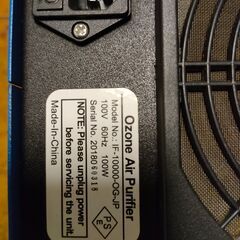 Ozone Air Purifier
Model No.: IF-10000-OG-JP
100V 60Hz 100W
Serial No. 2018060318
NOTE: Please unplug power
before servicing the unit.
Made-in-China
PS
E